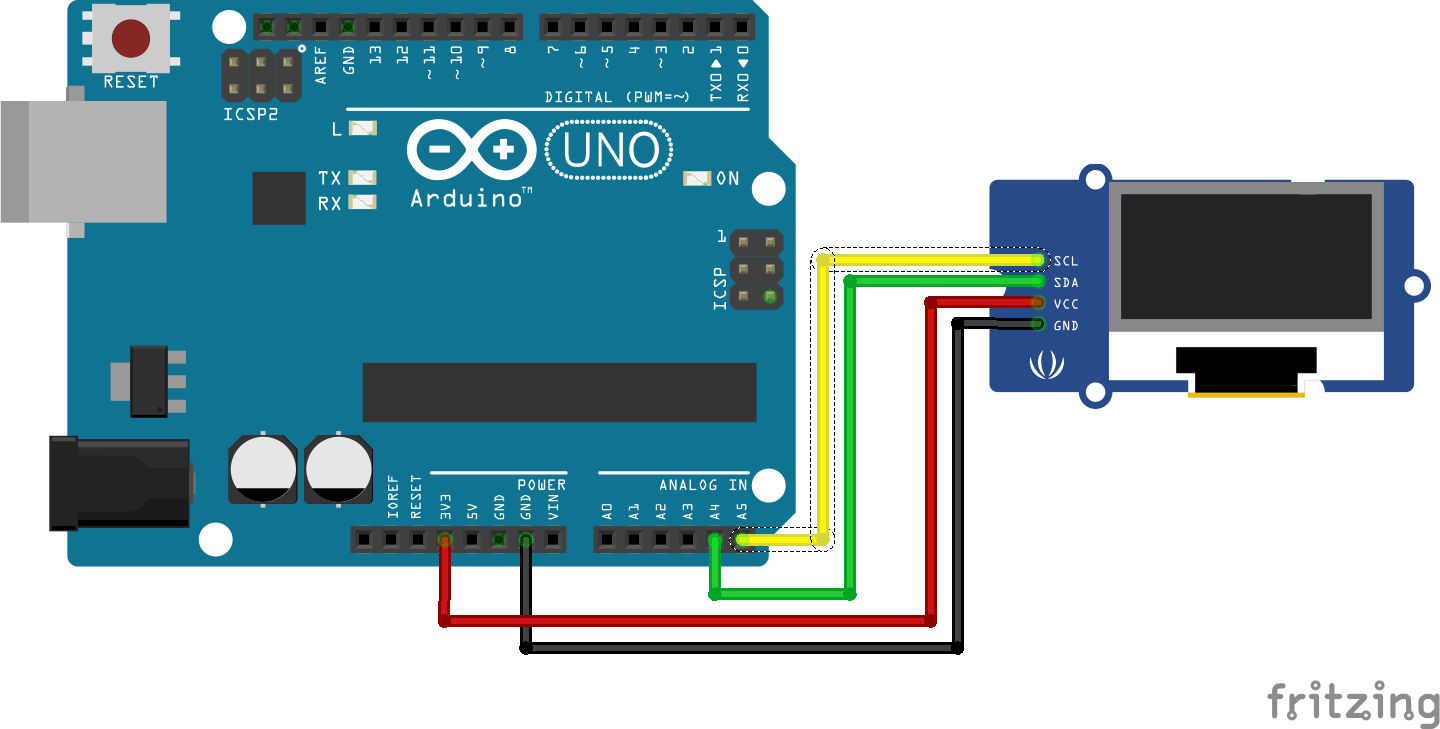 RESET
ICSP2
AREF
GND
13
12
~11
~10
~9
8
7
~6
~5
4
~3
2
TX0▶1
RX0◀0
DIGITAL (PWM=~)
L
TX
RX
UNO
Arduino™
ON
1
ICSP
SCL
SDA
VCC
GND
POWER
ANALOG IN
IOREF
RESET
3V3
5V
GND
GND
VIN
A0
A1
A2
A3
A4
A5
fritzing